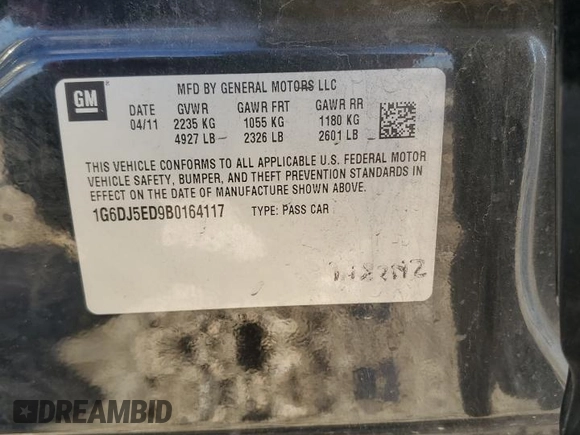 GM
MFD BY GENERAL MOTORS LLC
DATE GVWR GAWR FRT GAWR RR
04/11 2235 KG 1055 KG 1180 KG
4927 LB 2326 LB 2601 LB
THIS VEHICLE CONFORMS TO ALL APPLICABLE U.S. FEDERAL MOTOR
VEHICLE SAFETY, BUMPER, AND THEFT PREVENTION STANDARDS IN
EFFECT ON THE DATE OF MANUFACTURE SHOWN ABOVE.
1G6DJ5ED9B0164117 TYPE: PASS CAR
DREAMBID